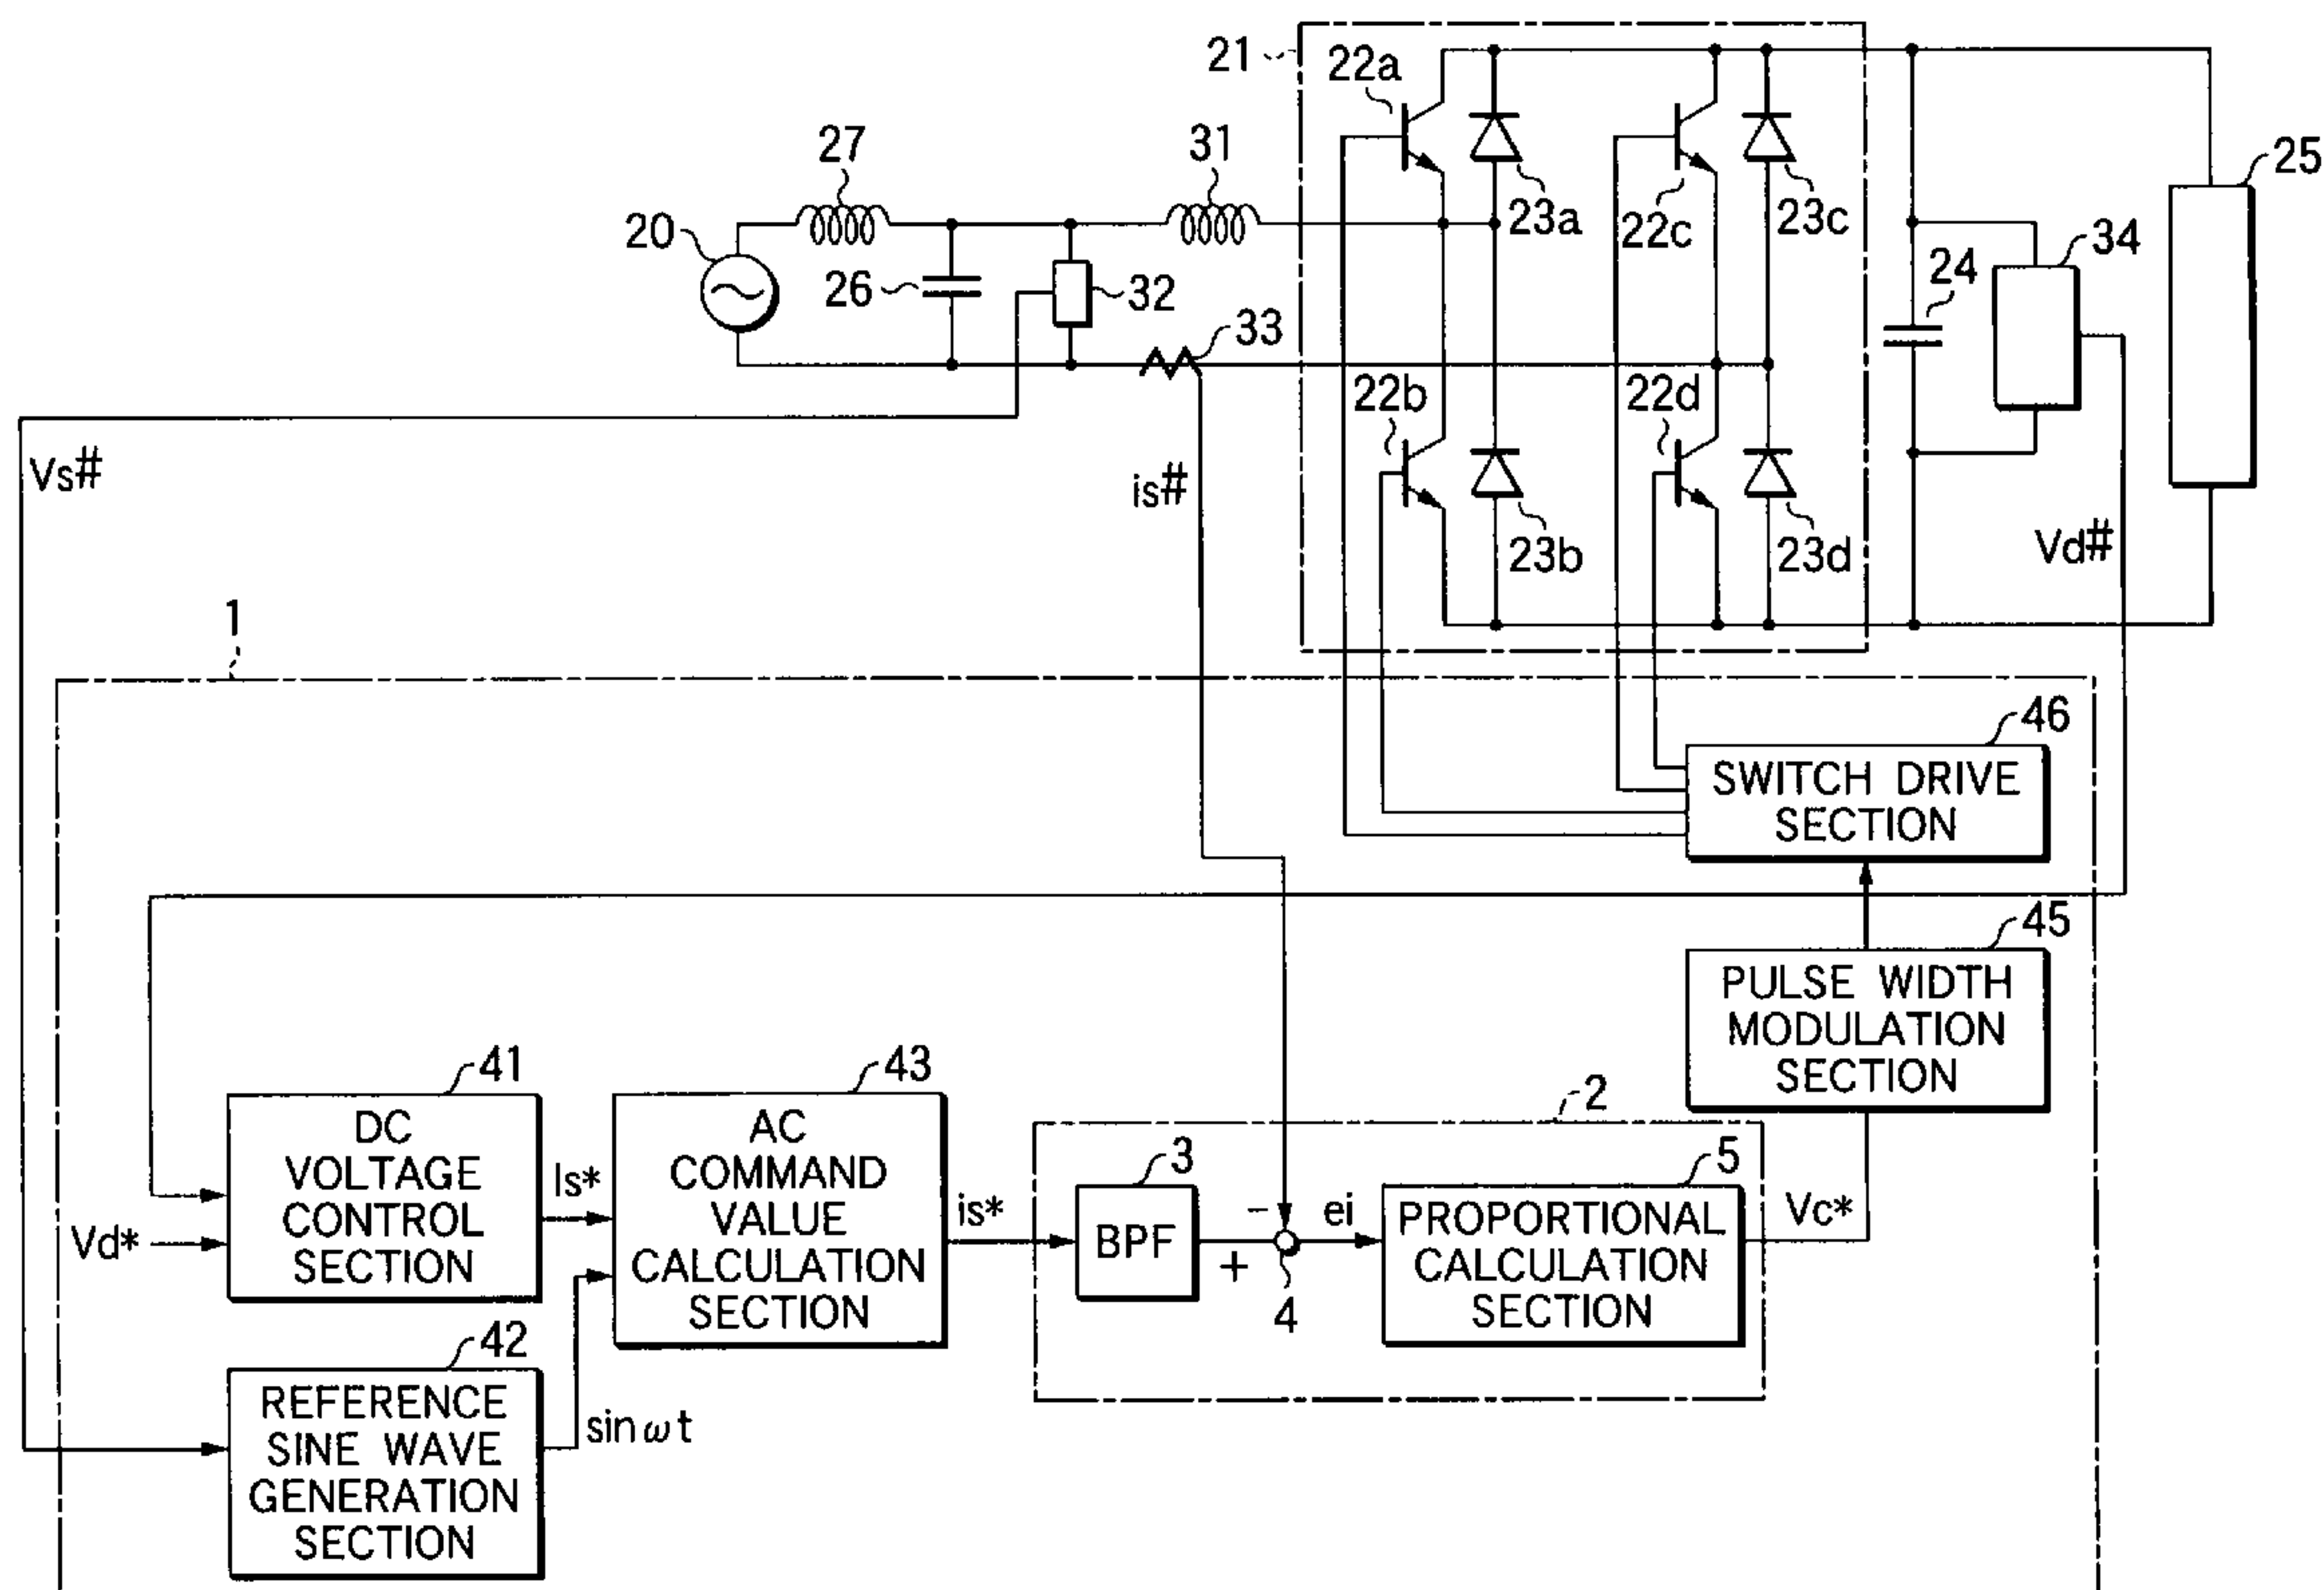 21
22a
27
31
25
20
23a
22c
23c
34
24
26
32
33
22b
22d
Vs#
is#
23b
23d
Vd#
1
46
SWITCH DRIVE
SECTION
45
PULSE WIDTH
MODULATION
SECTION
41
43
DC
VOLTAGE
CONTROL
SECTION
Is*
AC
COMMAND
VALUE
CALCULATION
SECTION
is*
2
3
BPF
-
+
4
ei
5
PROPORTIONAL
CALCULATION
SECTION
Vc*
Vd*
42
REFERENCE
SINE WAVE
GENERATION
SECTION
sin ωt